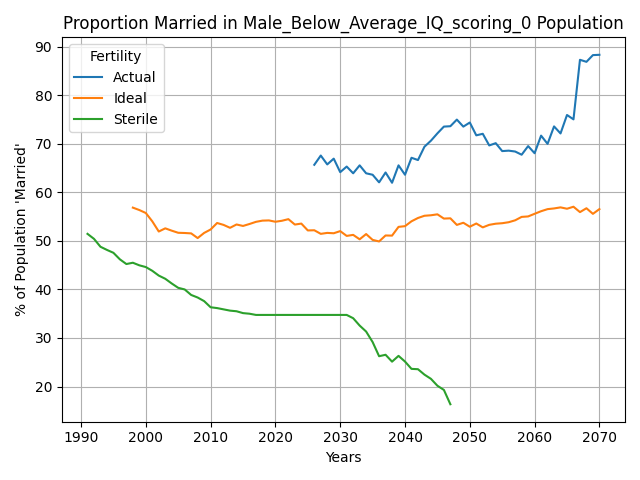 Proportion Married in Male_Below_Average_IQ_scoring_0 Population
% of Population 'Married'
90
80
70
60
50
40
30
20
Fertility
Actual
Ideal
Sterile
1990 2000 2010 2020 2030 2040 2050 2060 2070
Years